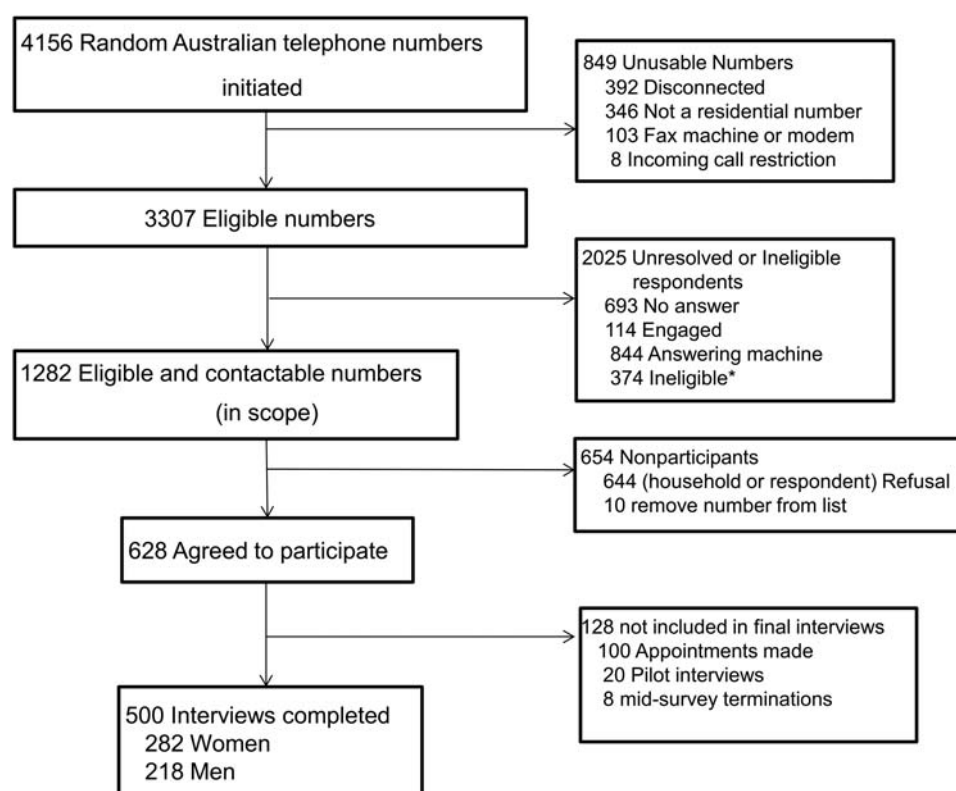 4156 Random Australian telephone numbers
initiated
849 Unusable Numbers
392 Disconnected
346 Not a residential number
103 Fax machine or modem
8 Incoming call restriction
3307 Eligible numbers
2025 Unresolved or Ineligible
respondents
693 No answer
114 Engaged
844 Answering machine
374 Ineligible*
1282 Eligible and contactable numbers
(in scope)
654 Nonparticipants
644 (household or respondent) Refusal
10 remove number from list
628 Agreed to participate
128 not included in final interviews
100 Appointments made
20 Pilot interviews
8 mid-survey terminations
500 Interviews completed
282 Women
218 Men